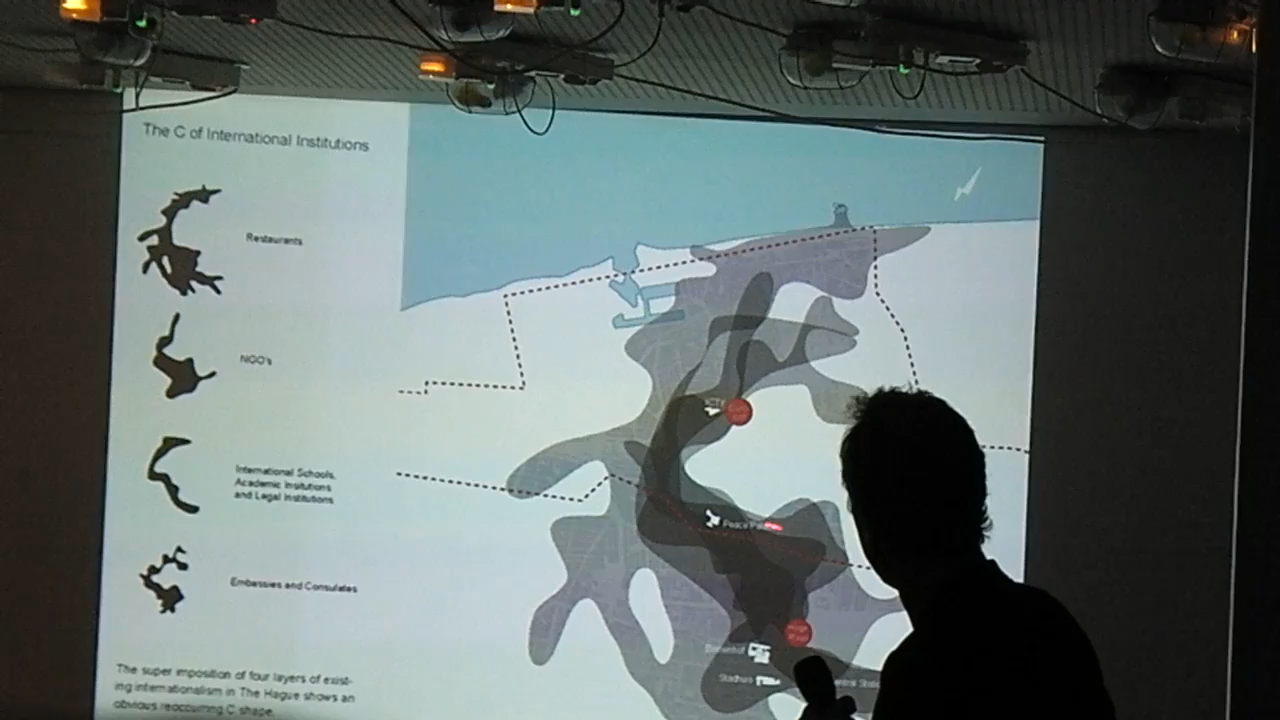 The C of International Institutions
Restaurants
NGO's
International Schools,
Academic Insitutions
and Legal Institutions
Embassies and Consulates
The super imposition of four layers of exist-
ing internationalism in The Hague shows an
obvious reoccurring C shape.
Peace
Binnenhof
Stadhuis